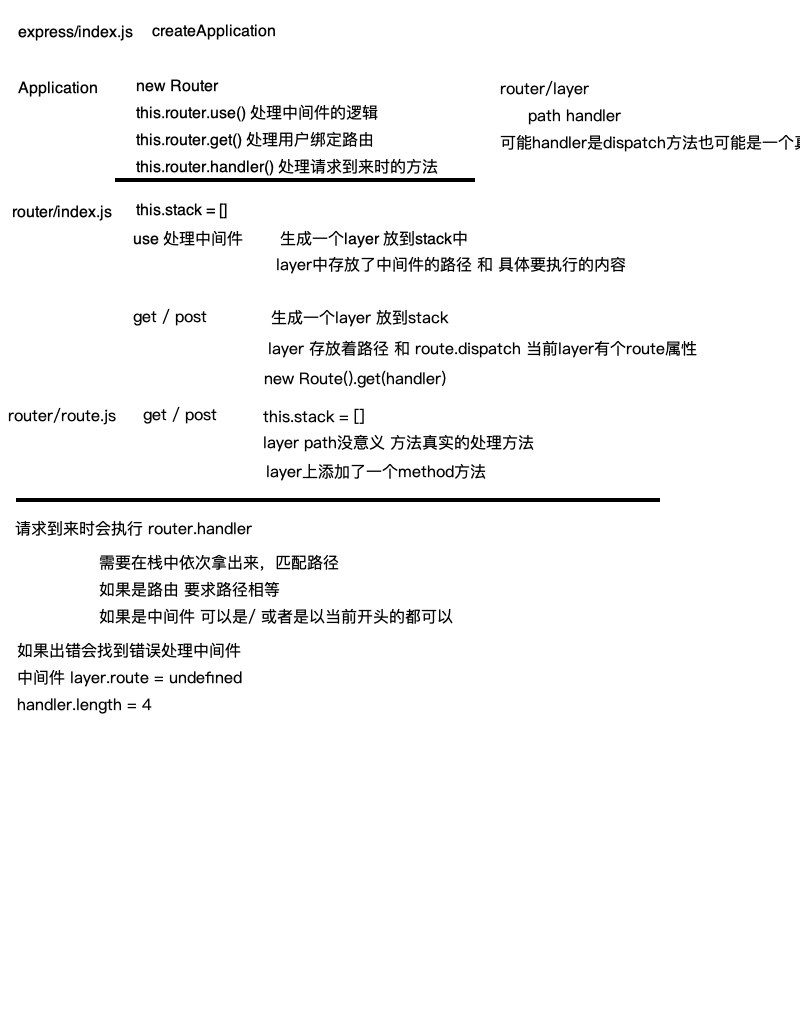 express/index.js createApplication
Application new Router
this.router.use() 处理中间件的逻辑
this.router.get() 处理用户绑定路由
this.router.handler() 处理请求到来时的方法
router/layer
path handler
可能handler是dispatch方法也可能是一个
router/index.js this.stack = []
use 处理中间件 生成一个layer 放到stack中
layer中存放了中间件的路径 和 具体要执行的内容
get / post 生成一个layer 放到stack
layer 存放着路径 和 route.dispatch 当前layer有个route属性
new Route().get(handler)
router/route.js get / post this.stack = []
layer path没意义 方法真实的处理方法
layer上添加了一个method方法
请求到来时会执行 router.handler
需要在栈中依次拿出来，匹配路径
如果是路由 要求路径相等
如果是中间件 可以是/ 或者是以当前开头的都可以
如果出错会找到错误处理中间件
中间件 layer.route = undefined
handler.length = 4